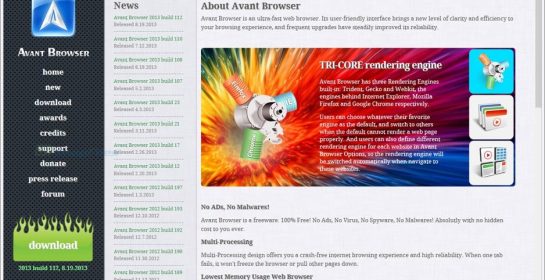 AVANT BROWSER
home
new
download
awards
credits
support
donate
press release
forum
download
2013 build 112, 8.19.2013
News
Avant Browser 2013 build 112
Released 8.19.2013
Avant Browser 2013 build 110
Released 7.12.2013
Avant Browser 2013 build 109
Released 6.19.2013
Avant Browser 2013 build 107
Released 5.2.2013
Avant Browser 2013 build 23
Released 4.3.2013
Avant Browser 2013 build 21
Released 3.11.2013
Avant Browser 2013 build 17
Released 2.26.2013
Avant Browser 2013 build 12
Released 2.20.2013
Avant Browser 2012 build 195
Released 12.28.2012
Avant Browser 2012 build 193
Released 12.10.2012
Avant Browser 2012 build 192
Avant Browser 2012 build 189
Released 11.30.2012
Avant Browser 2012 build 188
About Avant Browser
Avant Browser is an ultra-fast web browser. Its user-friendly interface brings a new level of clarity and efficiency to
your browsing experience, and frequent upgrades have steadily improved its reliability.
TRI-CORE rendering engine
Avant Browser has three Rendering Engines
built-in: Trident, Gecko and Webkit, the
engines behind Internet Explorer, Mozilla
Firefox and Google Chrome respectively.
Users can choose whatever their favorite
engine as the default, and switch to others
when the default cannot render a web page
properly. And users can also define different
rendering engine for each website in Avant
Browser Options, so the rendering engine will
be switched automatically when navigate to
these websites.
No ADs, No Malwares!
Avant Browser is a freeware. 100% Free! No Ads, No Virus, No Spyware, No Malwares! Absolutly with no hidden
cost to you ever.
Multi-Processing
Multi-Processing design offers you a crash-free internet browsing experience and high reliability. When one tab
fails, it won't freeze the browser or pull other pages down.
Lowest Memory Usage Web Browser